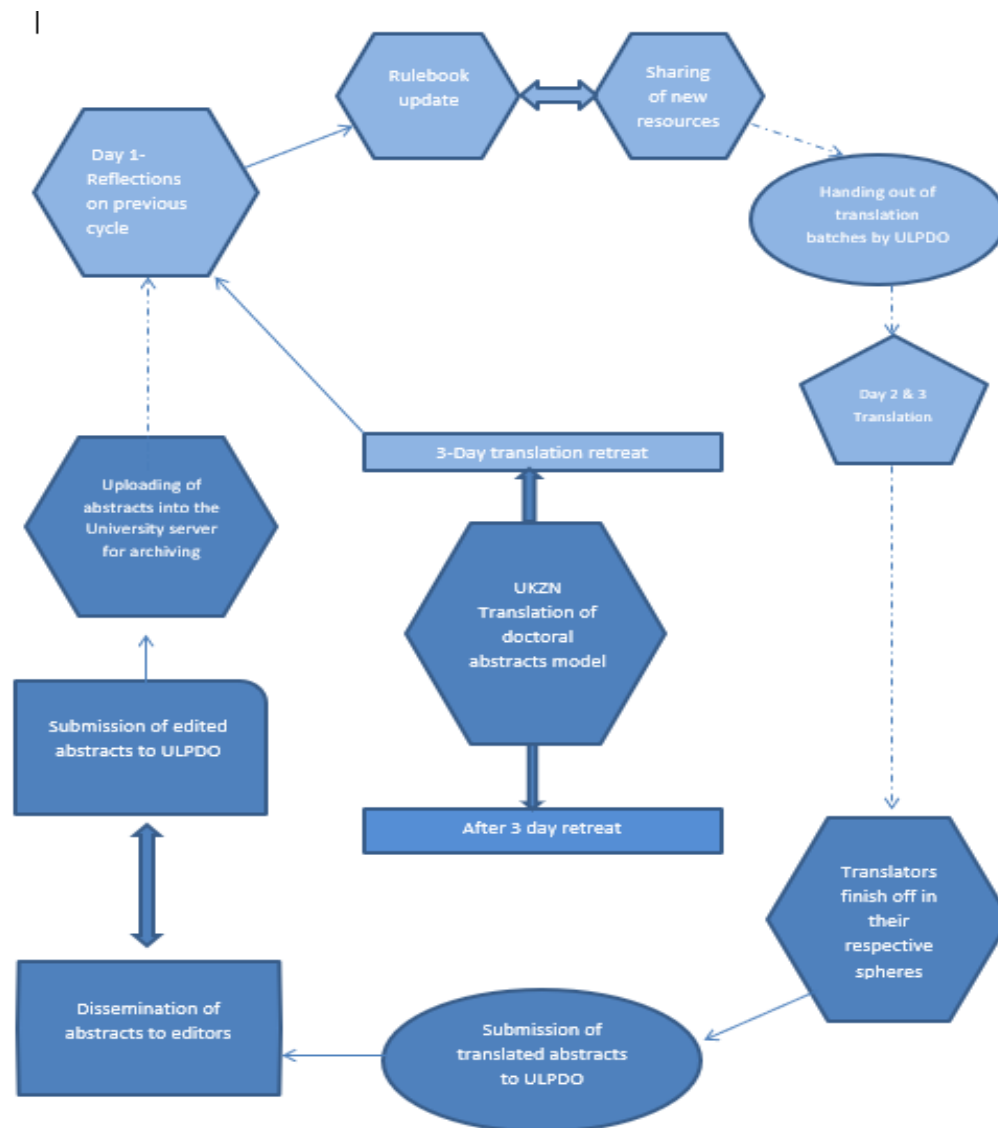 Rulebook
update
Sharing
of new
resources
Day 1-
Reflections
on previous
cycle
Handing out of
translation
batches by ULPDO
Day 2 & 3
Translation
3-Day translation retreat
Uploading of
abstracts into the
University server
for archiving
UKZN
Translation of
doctoral
abstracts model
Submission of edited
abstracts to ULPDO
After 3 day retreat
Translators
finish off in
their
respective
spheres
Dissemination of
abstracts to editors
Submission of
translated abstracts
to ULPDO